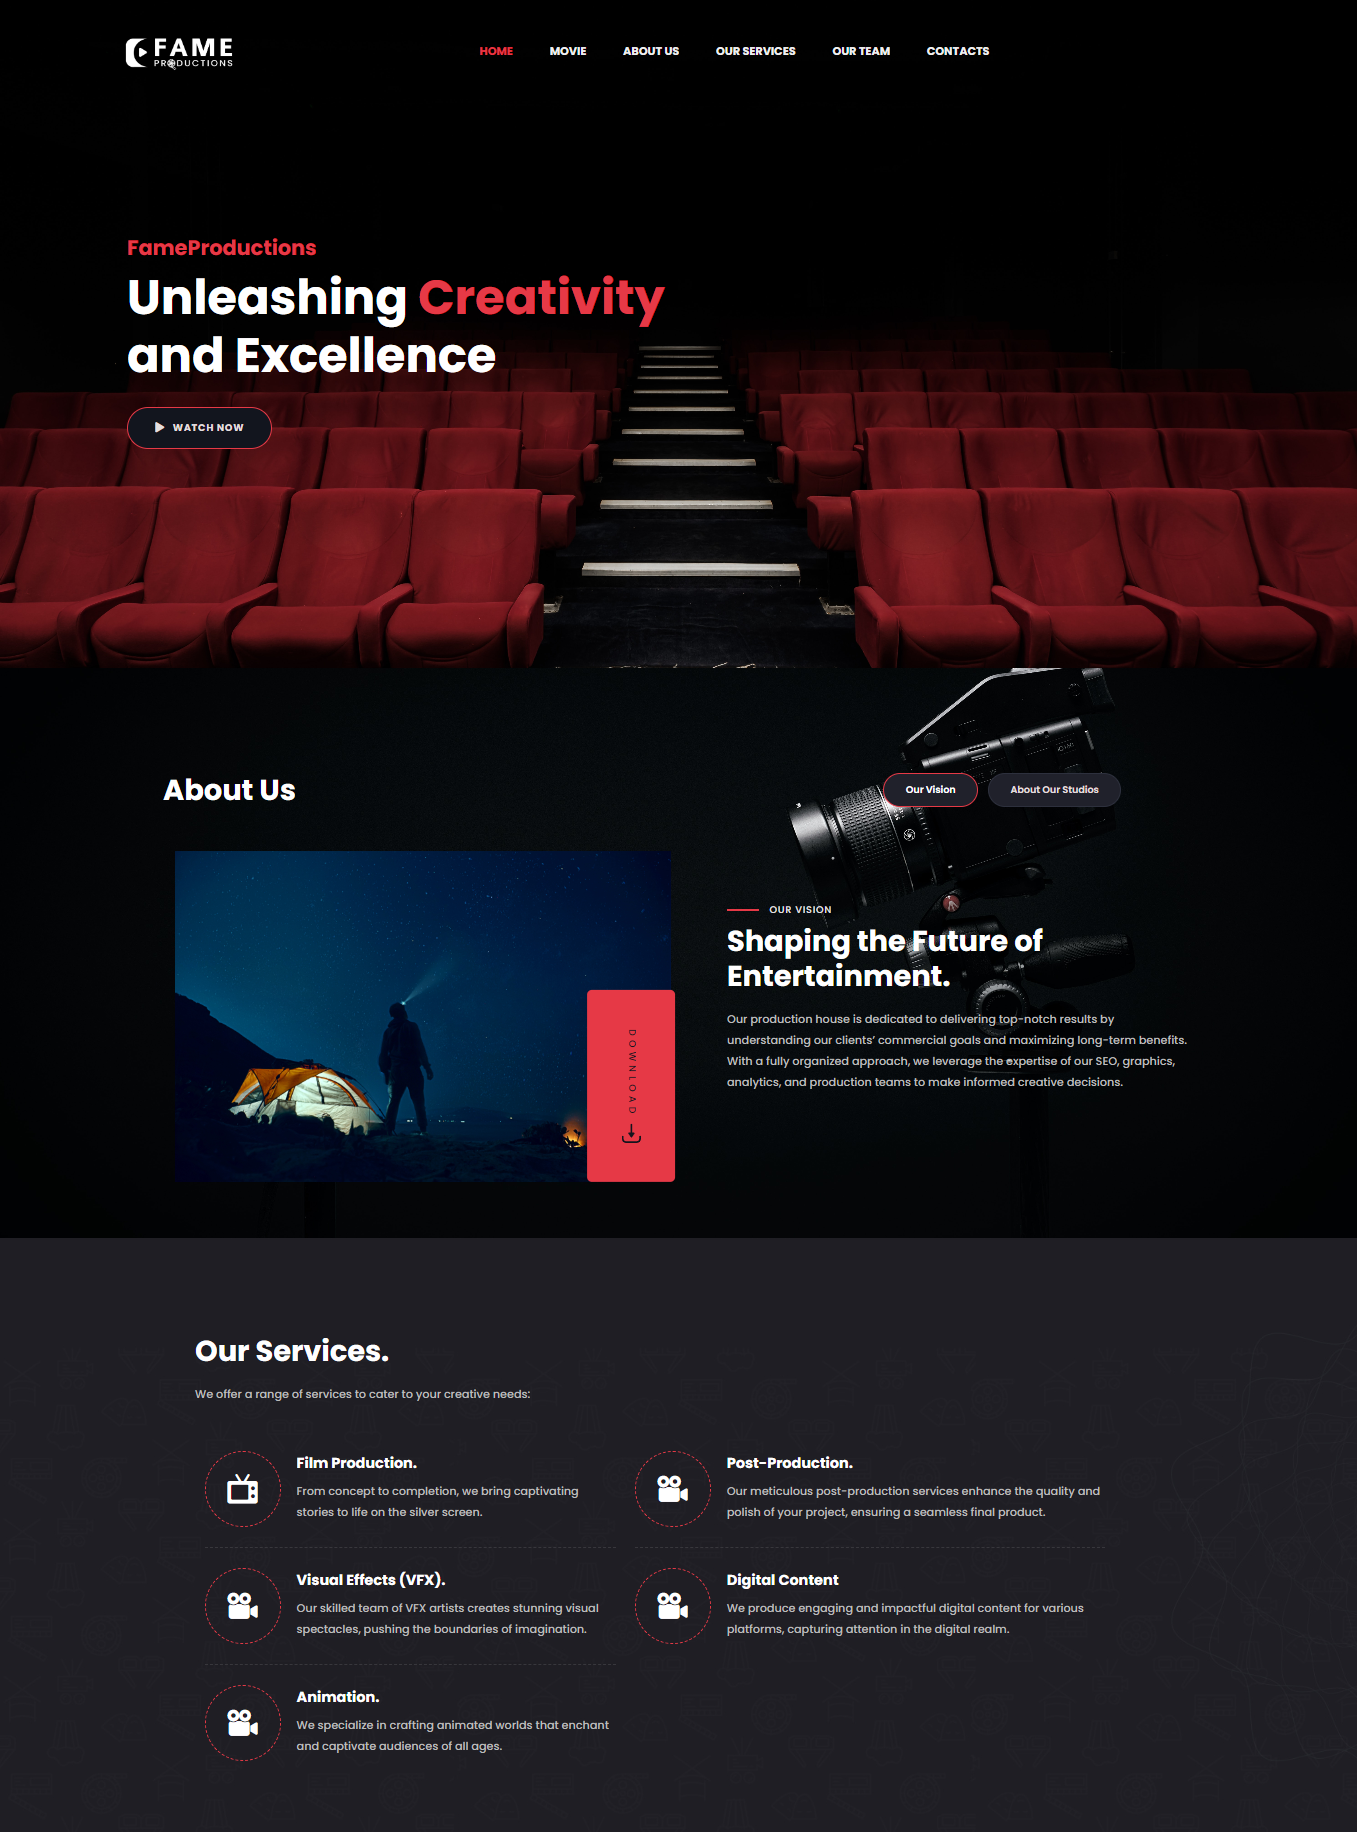 FAME
PRODUCTIONS
HOME MOVIE ABOUT US OUR SERVICES OUR TEAM CONTACTS
FameProductions
Unleashing Creativity
and Excellence
WATCH NOW
About Us
Our Vision About Our Studios
DOWNLOAD
OUR VISION
Shaping the Future of
Entertainment.
Our production house is dedicated to delivering top-notch results by
understanding our clients’ commercial goals and maximizing long-term benefits.
With a fully organized approach, we leverage the expertise of our SEO, graphics,
analytics, and production teams to make informed creative decisions.
Our Services.
We offer a range of services to cater to your creative needs:
Film Production.
From concept to completion, we bring captivating
stories to life on the silver screen.
Post-Production.
Our meticulous post-production services enhance the quality and
polish of your project, ensuring a seamless final product.
Visual Effects (VFX).
Our skilled team of VFX artists creates stunning visual
spectacles, pushing the boundaries of imagination.
Digital Content
We produce engaging and impactful digital content for various
platforms, capturing attention in the digital realm.
Animation.
We specialize in crafting animated worlds that enchant
and captivate audiences of all ages.